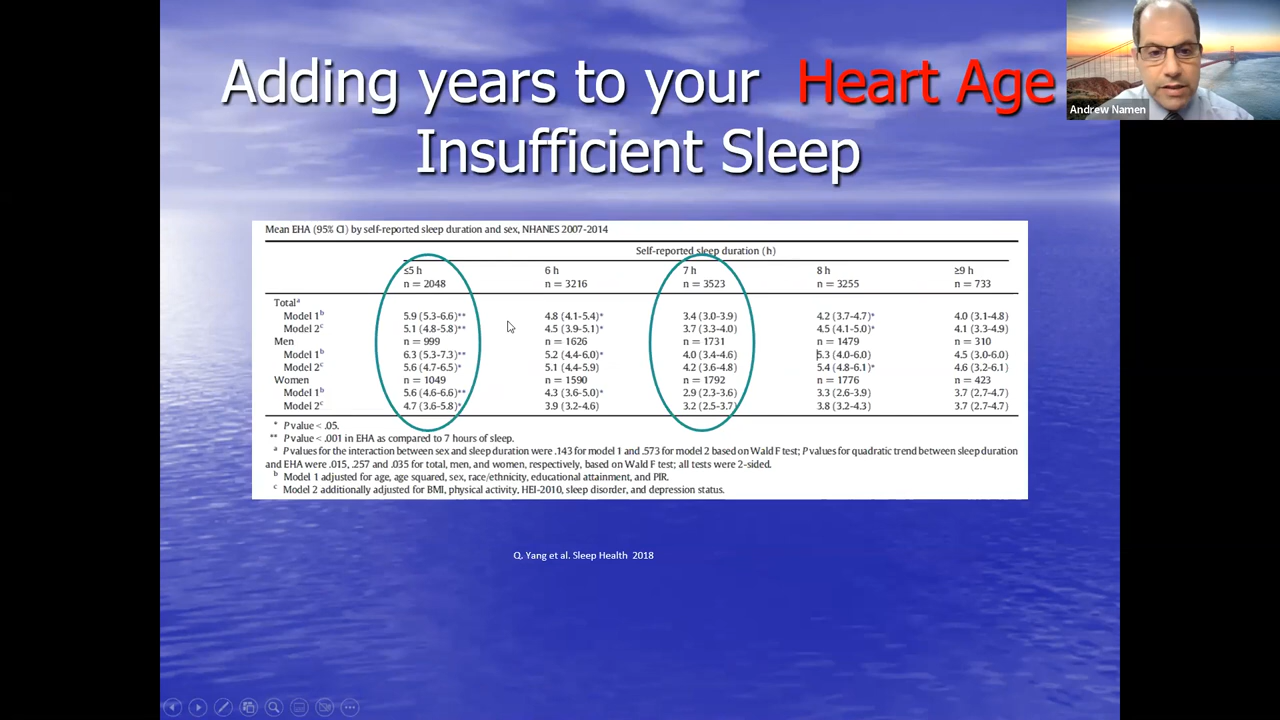 Adding years to your Heart Age
Insufficient Sleep
Andrew Namen
Mean EHA (95% CI) by self-reported sleep duration and sex, NHANES 2007-2014
Self-reported sleep duration (h)
≤5 h 6 h 7 h 8 h ≥9 h
n = 2048 n = 3216 n = 3523 n = 3255 n = 733
Totalᵃ
Model 1ᵇ 5.9 (5.3-6.6)** 4.8 (4.1-5.4)* 3.4 (3.0-3.9) 4.2 (3.7-4.7)* 4.0 (3.1-4.8)
Model 2ᶜ 5.1 (4.8-5.8)** 4.5 (3.9-5.1)* 3.7 (3.3-4.0) 4.5 (4.1-5.0)* 4.1 (3.3-4.9)
Men n = 999 n = 1626 n = 1731 n = 1479 n = 310
Model 1ᵇ 6.3 (5.3-7.3)** 5.2 (4.4-6.0)* 4.0 (3.4-4.6) 5.3 (4.0-6.0) 4.5 (3.0-6.0)
Model 2ᶜ 5.6 (4.7-6.5)* 5.1 (4.4-5.9) 4.2 (3.6-4.8) 5.4 (4.8-6.1)* 4.6 (3.2-6.1)
Women n = 1049 n = 1590 n = 1792 n = 1776 n = 423
Model 1ᵇ 5.6 (4.6-6.6)** 4.3 (3.6-5.0)* 2.9 (2.3-3.6) 3.3 (2.6-3.9) 3.7 (2.7-4.7)
Model 2ᶜ 4.7 (3.6-5.8)* 3.9 (3.2-4.6) 3.2 (2.5-3.7) 3.8 (3.2-4.3) 3.7 (2.7-4.7)
* P value < .05.
** P value < .001 in EHA as compared to 7 hours of sleep.
ᵃ P values for the interaction between sex and sleep duration were .143 for model 1 and .573 for model 2 based on Wald F test; P values for quadratic trend between sleep duration
and EHA were .015, .257 and .035 for total, men, and women, respectively, based on Wald F test; all tests were 2-sided.
ᵇ Model 1 adjusted for age, age squared, sex, race/ethnicity, educational attainment, and PIR.
ᶜ Model 2 additionally adjusted for BMI, physical activity, HEI-2010, sleep disorder, and depression status.
Q. Yang et al. Sleep Health 2018